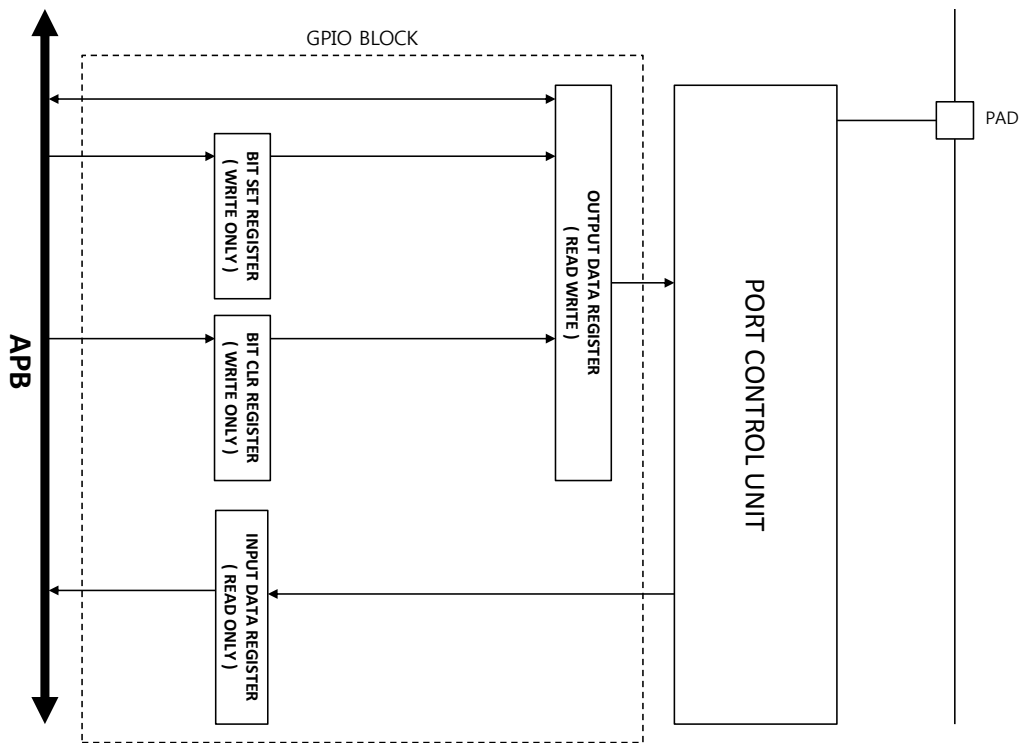 GPIO BLOCK
PAD
BIT SET REGISTER
( WRITE ONLY )
OUTPUT DATA REGISTER
( READ WRITE )
PORT CONTROL UNIT
APB
BIT CLR REGISTER
( WRITE ONLY )
INPUT DATA REGISTER
( READ ONLY )